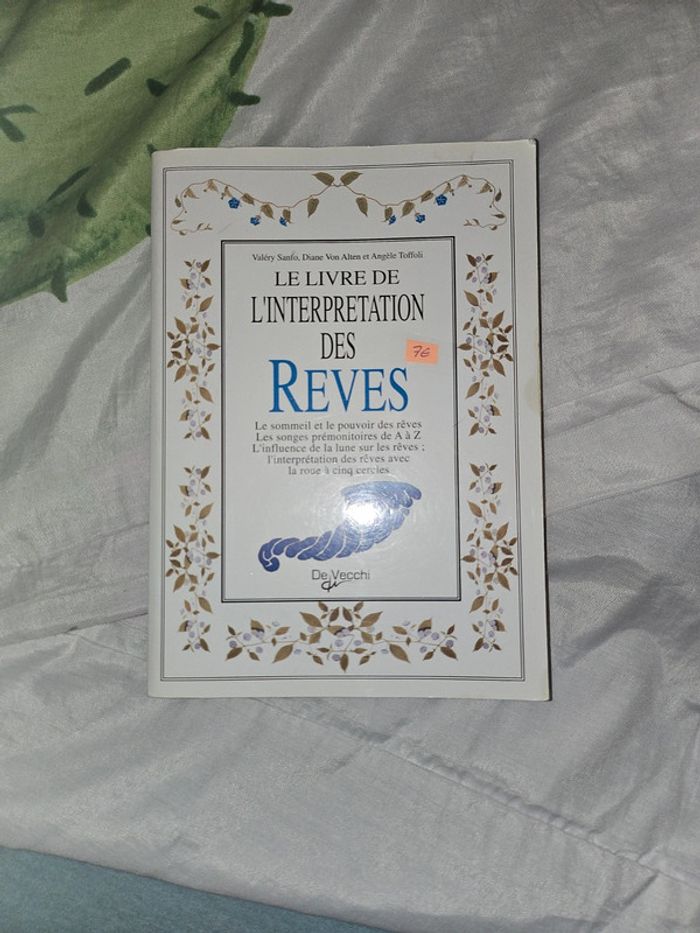 Valéry Sanfo, Diane Von Alten et Angèle Toffoli
LE LIVRE DE
L'INTERPRETATION
DES
7€
REVES
Le sommeil et le pouvoir des rêves
Les songes prémonitoires de A à Z
L'influence de la lune sur les rêves ;
l'interprétation des rêves avec
la roue à cinq cercles
De Vecchi